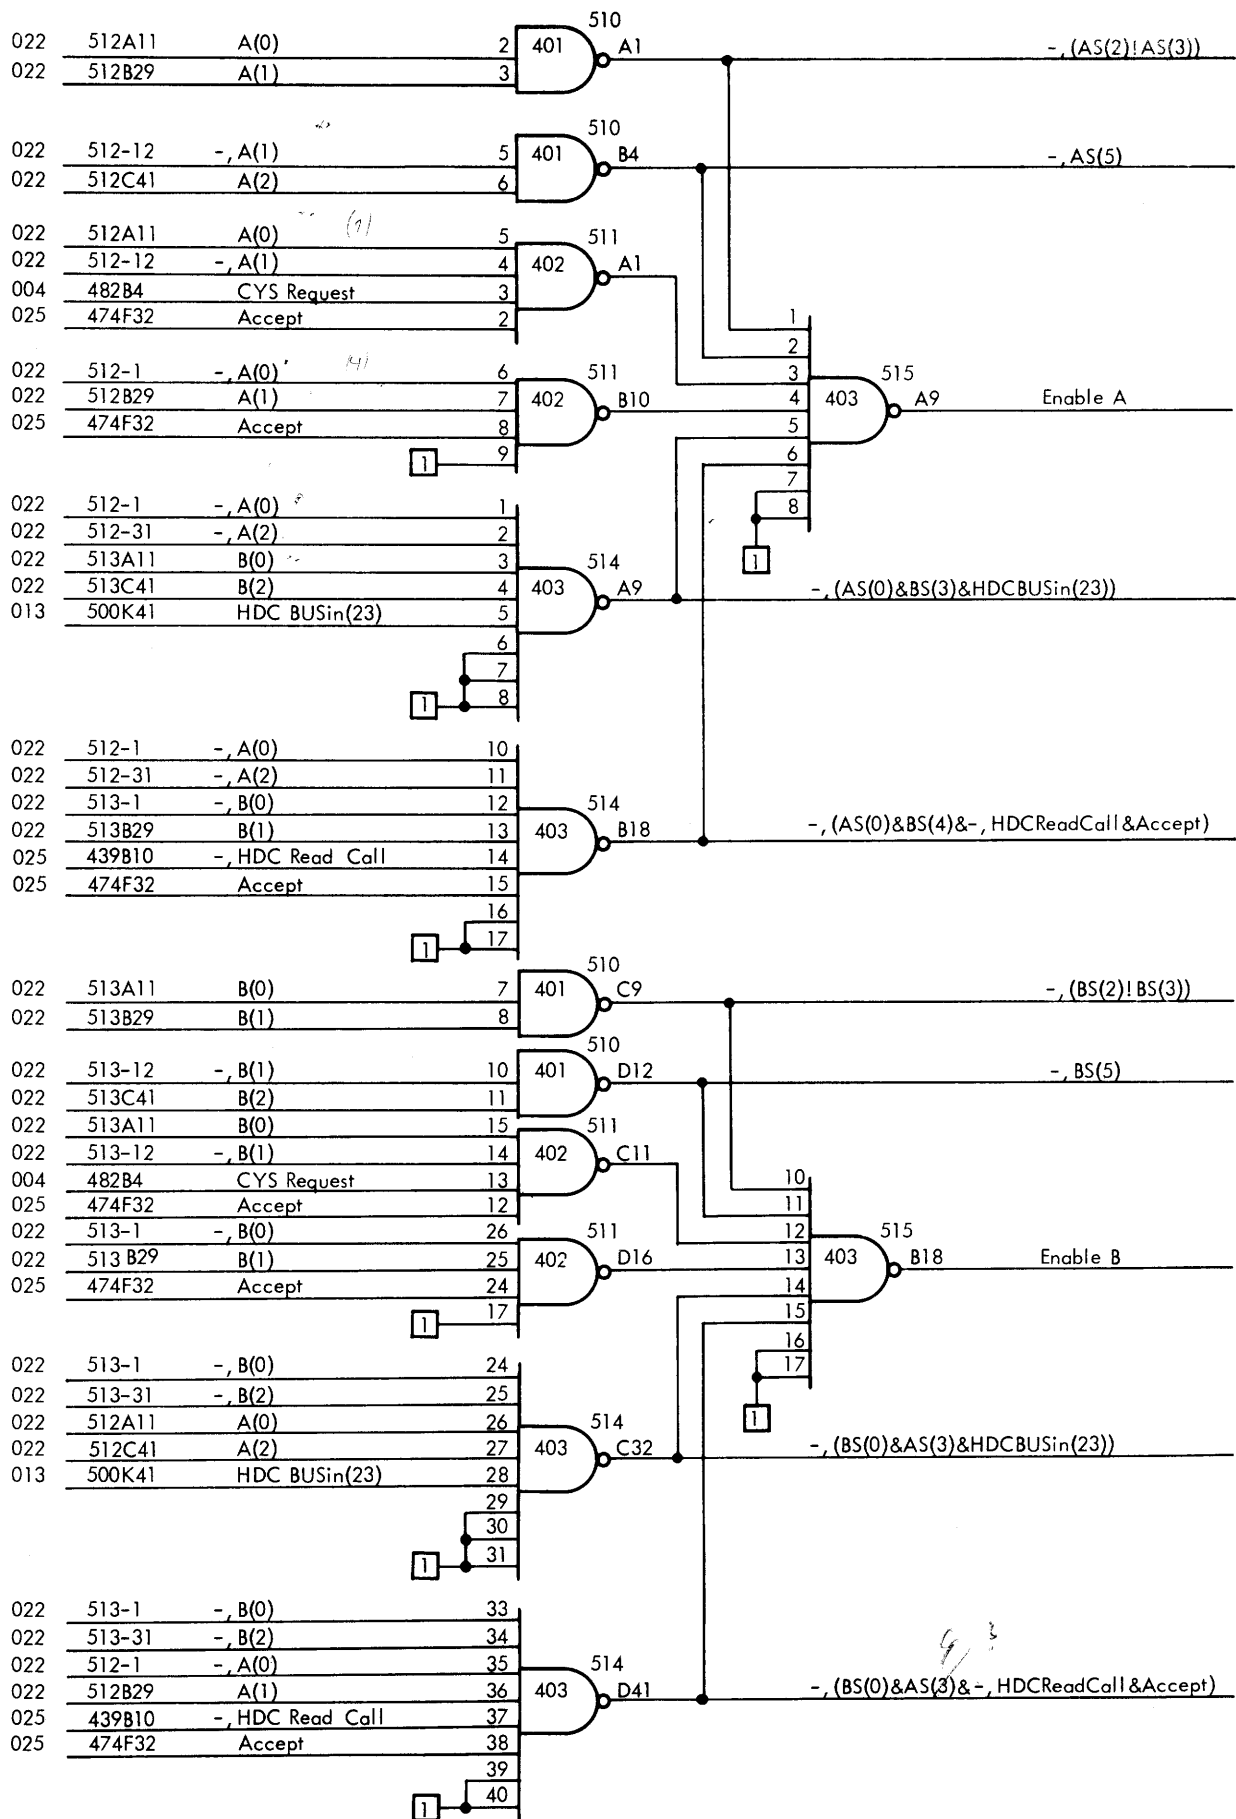 510
022 512A11 A(0) 2 401 A1 -,(AS(2)!AS(3))
022 512B29 A(1) 3
510
022 512-12 -,A(1) 5 401 B4 -,AS(5)
022 512C41 A(2) 6
(1)
022 512A11 A(0) 5 511
022 512-12 -,A(1) 4 402 A1
004 482B4 CYS Request 3
025 474F32 Accept 2
1
2
(4)
022 512-1 -,A(0) 6 511 3 515
022 512B29 A(1) 7 402 B10 4 403 A9 Enable A
025 474F32 Accept 8 5
1 9 6
7
022 512-1 -,A(0) 1 8
022 512-31 -,A(2) 2
1
022 513A11 B(0) 3 514
022 513C41 B(2) 4 403 A9 -,(AS(0)&BS(3)&HDCBUSin(23))
013 500K41 HDC BUSin(23) 5
6
7
1 8
022 512-1 -,A(0) 10
022 512-31 -,A(2) 11
022 513-1 -,B(0) 12 514
022 513B29 B(1) 13 403 B18 -,(AS(0)&BS(4)&-,HDCReadCall&Accept)
025 439B10 -,HDC Read Call 14
025 474F32 Accept 15
16
1 17
510
022 513A11 B(0) 7 401 C9 -,(BS(2)!BS(3))
022 513B29 B(1) 8
510
022 513-12 -,B(1) 10 401 D12 -,BS(5)
022 513C41 B(2) 11
022 513A11 B(0) 15 511
022 513-12 -,B(1) 14 402 C11
004 482B4 CYS Request 13 10
025 474F32 Accept 12 11
022 513-1 -,B(0) 26 511 12 515
022 513B29 B(1) 25 402 D16 13 403 B18 Enable B
025 474F32 Accept 24 14
1 17 15
16
022 513-1 -,B(0) 24 17
022 513-31 -,B(2) 25
1
022 512A11 A(0) 26 514
022 512C41 A(2) 27 403 C32 -,(BS(0)&AS(3)&HDCBUSin(23))
013 500K41 HDC BUSin(23) 28
29
30
1 31
022 513-1 -,B(0) 33
022 513-31 -,B(2) 34
022 512-1 -,A(0) 35 514
022 512B29 A(1) 36 403 D41 -,(BS(0)&AS(3)&-,HDCReadCall&Accept)
025 439B10 -,HDC Read Call 37
025 474F32 Accept 38
39
1 40